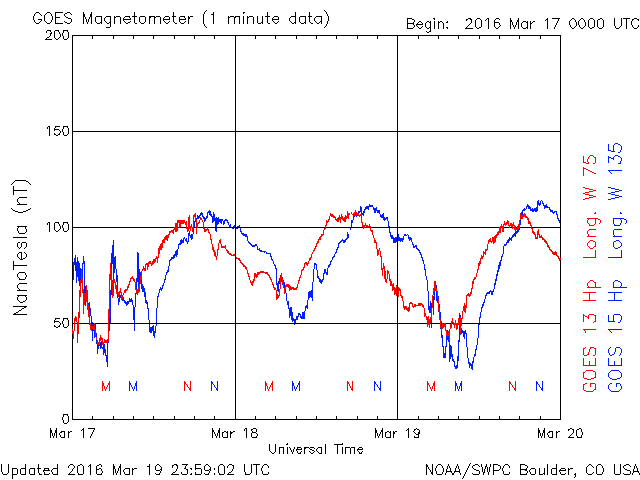 GOES Magnetometer (1 minute data)
Begin: 2016 Mar 17 0000 UTC
200
150
100
50
0
NanoTesla (nT)
GOES 13 Hp Long. W 75
GOES 15 Hp Long. W 135
M M N N M M N N M M N N
Mar 17 Mar 18 Mar 19 Mar 20
Universal Time
Updated 2016 Mar 19 23:59:02 UTC
NOAA/SWPC Boulder, CO USA